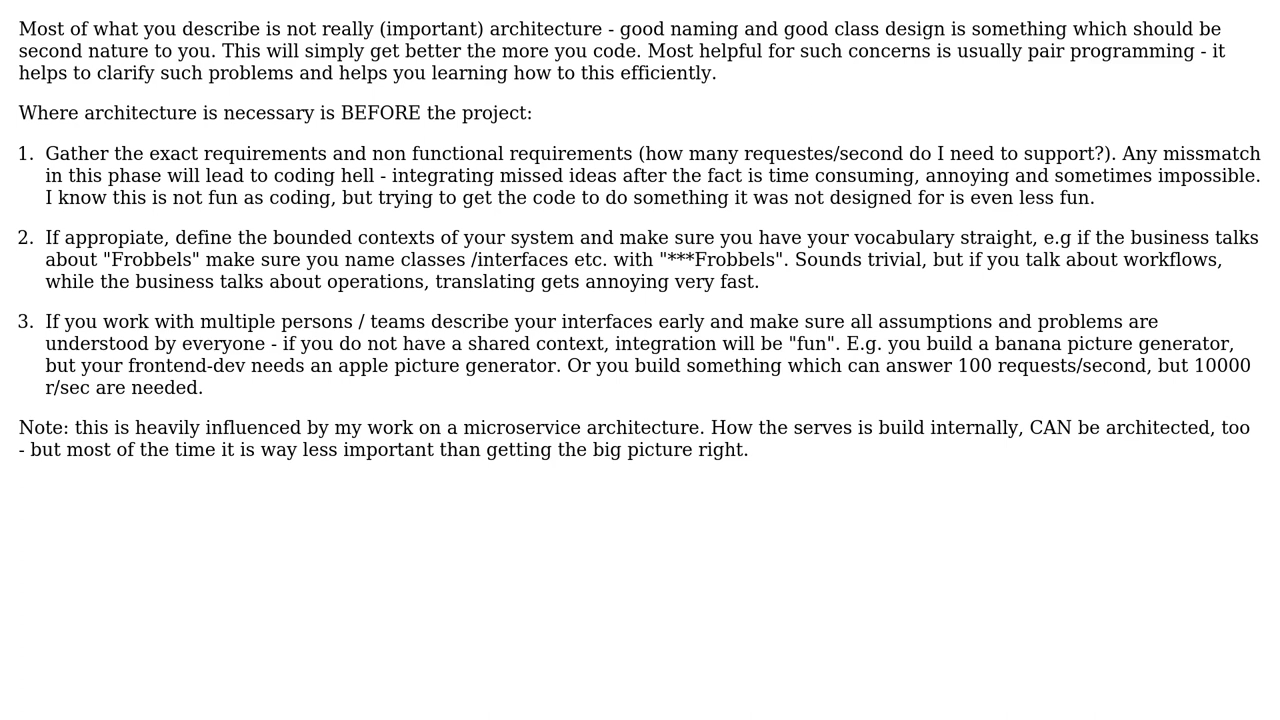 Most of what you describe is not really (important) architecture - good naming and good class design is something which should be
second nature to you. This will simply get better the more you code. Most helpful for such concerns is usually pair programming - it
helps to clarify such problems and helps you learning how to this efficiently.
Where architecture is necessary is BEFORE the project:
1. Gather the exact requirements and non functional requirements (how many requestes/second do I need to support?). Any missmatch
in this phase will lead to coding hell - integrating missed ideas after the fact is time consuming, annoying and sometimes impossible.
I know this is not fun as coding, but trying to get the code to do something it was not designed for is even less fun.
2. If appropiate, define the bounded contexts of your system and make sure you have your vocabulary straight, e.g if the business talks
about "Frobbels" make sure you name classes /interfaces etc. with "***Frobbels". Sounds trivial, but if you talk about workflows,
while the business talks about operations, translating gets annoying very fast.
3. If you work with multiple persons / teams describe your interfaces early and make sure all assumptions and problems are
understood by everyone - if you do not have a shared context, integration will be "fun". E.g. you build a banana picture generator,
but your frontend-dev needs an apple picture generator. Or you build something which can answer 100 requests/second, but 10000
r/sec are needed.
Note: this is heavily influenced by my work on a microservice architecture. How the serves is build internally, CAN be architected, too
- but most of the time it is way less important than getting the big picture right.